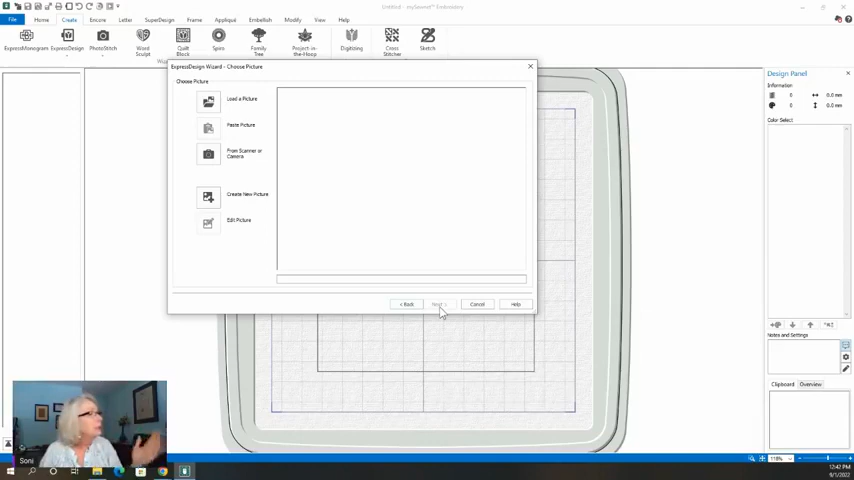 Untitled - mySewnet™ Embroidery
File Home Create Encore Letter SuperDesign Frame Appliqué Embellish Modify View Help
ExpressMonogram ExpressDesign PhotoStitch Word Sculpt Quilt Block Spiro Family Tree Project-in-the-Hoop Digitizing Cross Stitcher Sketch
ExpressDesign Wizard - Choose Picture
Choose Picture
Load a Picture
Paste Picture
From Scanner or Camera
Create New Picture
Edit Picture
< Back Next > Cancel Help
Design Panel
Information
0 0.0 mm
0 0.0 mm
Color Select
Notes and Settings
Clipboard Overview
118%
Soni
12:42 PM
9/1/2022